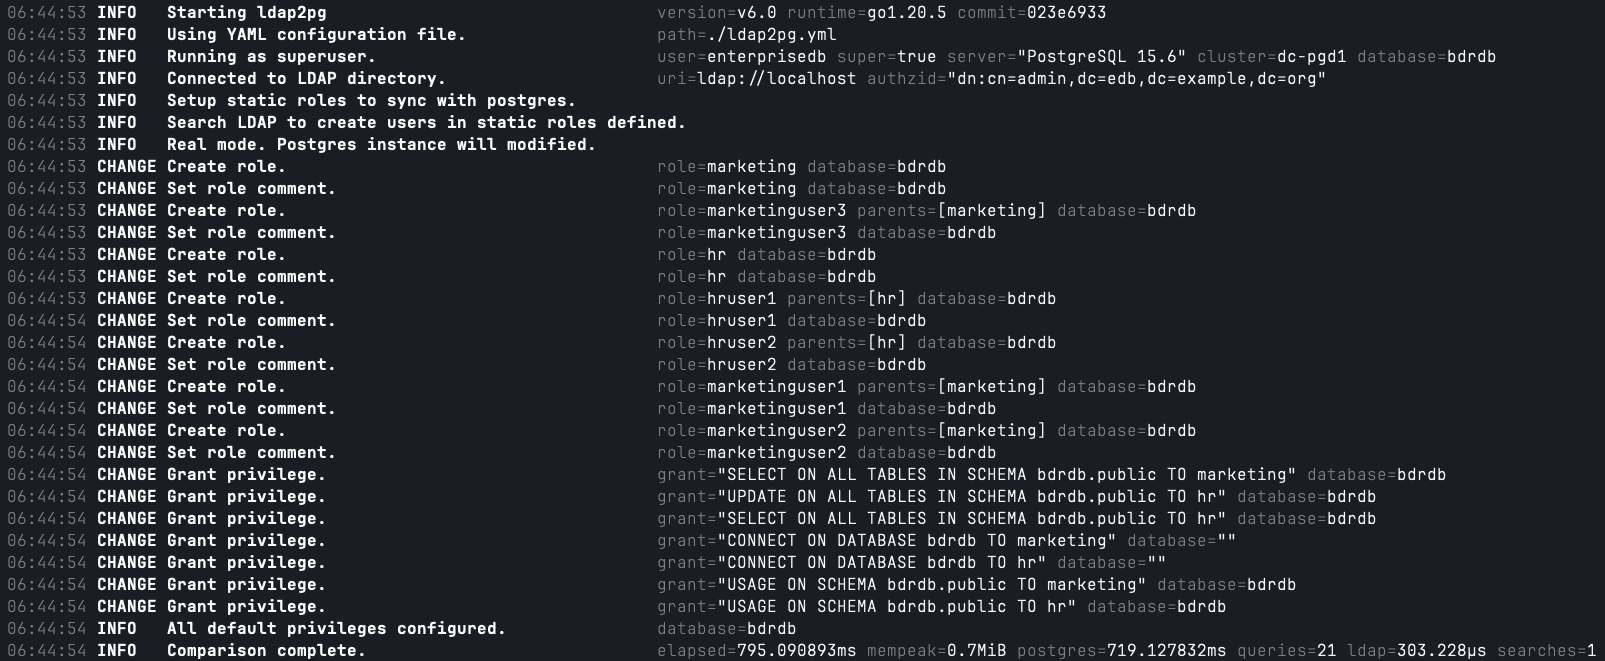 06:44:53 INFO   Starting ldap2pg                                 version=v6.0 runtime=go1.20.5 commit=023e6933
06:44:53 INFO   Using YAML configuration file.                   path=./ldap2pg.yml
06:44:53 INFO   Running as superuser.                            user=enterprisedb super=true server="PostgreSQL 15.6" cluster=dc-pgd1 database=bdrdb
06:44:53 INFO   Connected to LDAP directory.                     uri=ldap://localhost authzid="dn:cn=admin,dc=edb,dc=example,dc=org"
06:44:53 INFO   Setup static roles to sync with postgres.
06:44:53 INFO   Search LDAP to create users in static roles defined.
06:44:53 INFO   Real mode. Postgres instance will modified.
06:44:53 CHANGE Create role.                                     role=marketing database=bdrdb
06:44:53 CHANGE Set role comment.                                role=marketing database=bdrdb
06:44:53 CHANGE Create role.                                     role=marketinguser3 parents=[marketing] database=bdrdb
06:44:53 CHANGE Set role comment.                                role=marketinguser3 database=bdrdb
06:44:53 CHANGE Create role.                                     role=hr database=bdrdb
06:44:53 CHANGE Set role comment.                                role=hr database=bdrdb
06:44:53 CHANGE Create role.                                     role=hruser1 parents=[hr] database=bdrdb
06:44:54 CHANGE Set role comment.                                role=hruser1 database=bdrdb
06:44:54 CHANGE Create role.                                     role=hruser2 parents=[hr] database=bdrdb
06:44:54 CHANGE Set role comment.                                role=hruser2 database=bdrdb
06:44:54 CHANGE Create role.                                     role=marketinguser1 parents=[marketing] database=bdrdb
06:44:54 CHANGE Set role comment.                                role=marketinguser1 database=bdrdb
06:44:54 CHANGE Create role.                                     role=marketinguser2 parents=[marketing] database=bdrdb
06:44:54 CHANGE Set role comment.                                role=marketinguser2 database=bdrdb
06:44:54 CHANGE Grant privilege.                                 grant="SELECT ON ALL TABLES IN SCHEMA bdrdb.public TO marketing" database=bdrdb
06:44:54 CHANGE Grant privilege.                                 grant="UPDATE ON ALL TABLES IN SCHEMA bdrdb.public TO hr" database=bdrdb
06:44:54 CHANGE Grant privilege.                                 grant="SELECT ON ALL TABLES IN SCHEMA bdrdb.public TO hr" database=bdrdb
06:44:54 CHANGE Grant privilege.                                 grant="CONNECT ON DATABASE bdrdb TO marketing" database=""
06:44:54 CHANGE Grant privilege.                                 grant="CONNECT ON DATABASE bdrdb TO hr" database=""
06:44:54 CHANGE Grant privilege.                                 grant="USAGE ON SCHEMA bdrdb.public TO marketing" database=bdrdb
06:44:54 CHANGE Grant privilege.                                 grant="USAGE ON SCHEMA bdrdb.public TO hr" database=bdrdb
06:44:54 INFO   All default privileges configured.               database=bdrdb
06:44:54 INFO   Comparison complete.                             elapsed=795.090893ms mempeak=0.7MiB postgres=719.127832ms queries=21 ldap=303.228µs searches=1